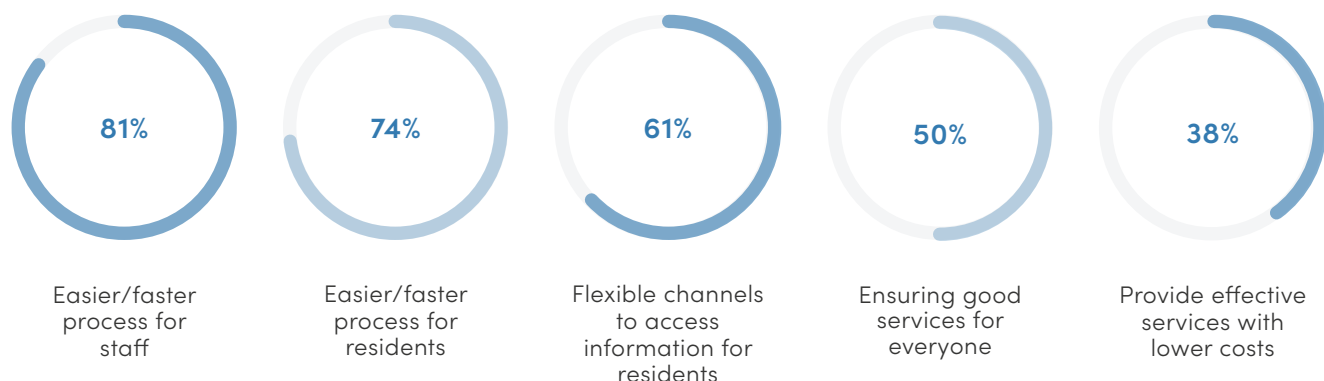 81%
74%
61%
50%
38%
Easier/faster
process for
staff
Easier/faster
process for
residents
Flexible channels
to access
information for
residents
Ensuring good
services for
everyone
Provide effective
services with
lower costs